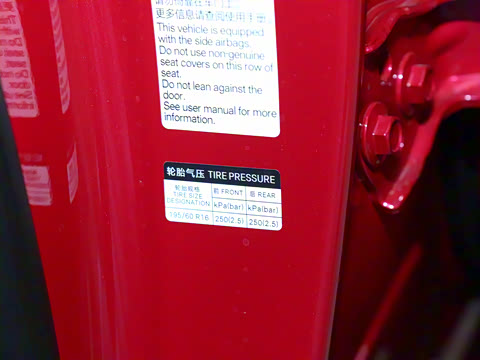 更多信息请查阅使用手册
This vehicle is equipped
with the side airbags.
Do not use non-genuine
seat covers on this row of
seat.
Do not lean against the
door.
See user manual for more
information.
轮胎气压 TIRE PRESSURE
轮胎规格 前 FRONT 后 REAR
TIRE SIZE
DESIGNATION kPa(bar) kPa(bar)
195/60 R16 250(2.5) 250(2.5)